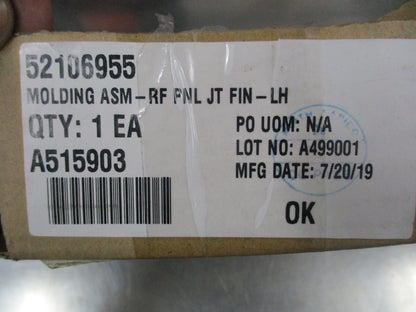 52106955
MOLDING ASM-RF PNL JT FIN-LH
QTY: 1 EA
PO UOM: N/A
A515903
LOT NO: A499001
MFG DATE: 7/20/19
OK